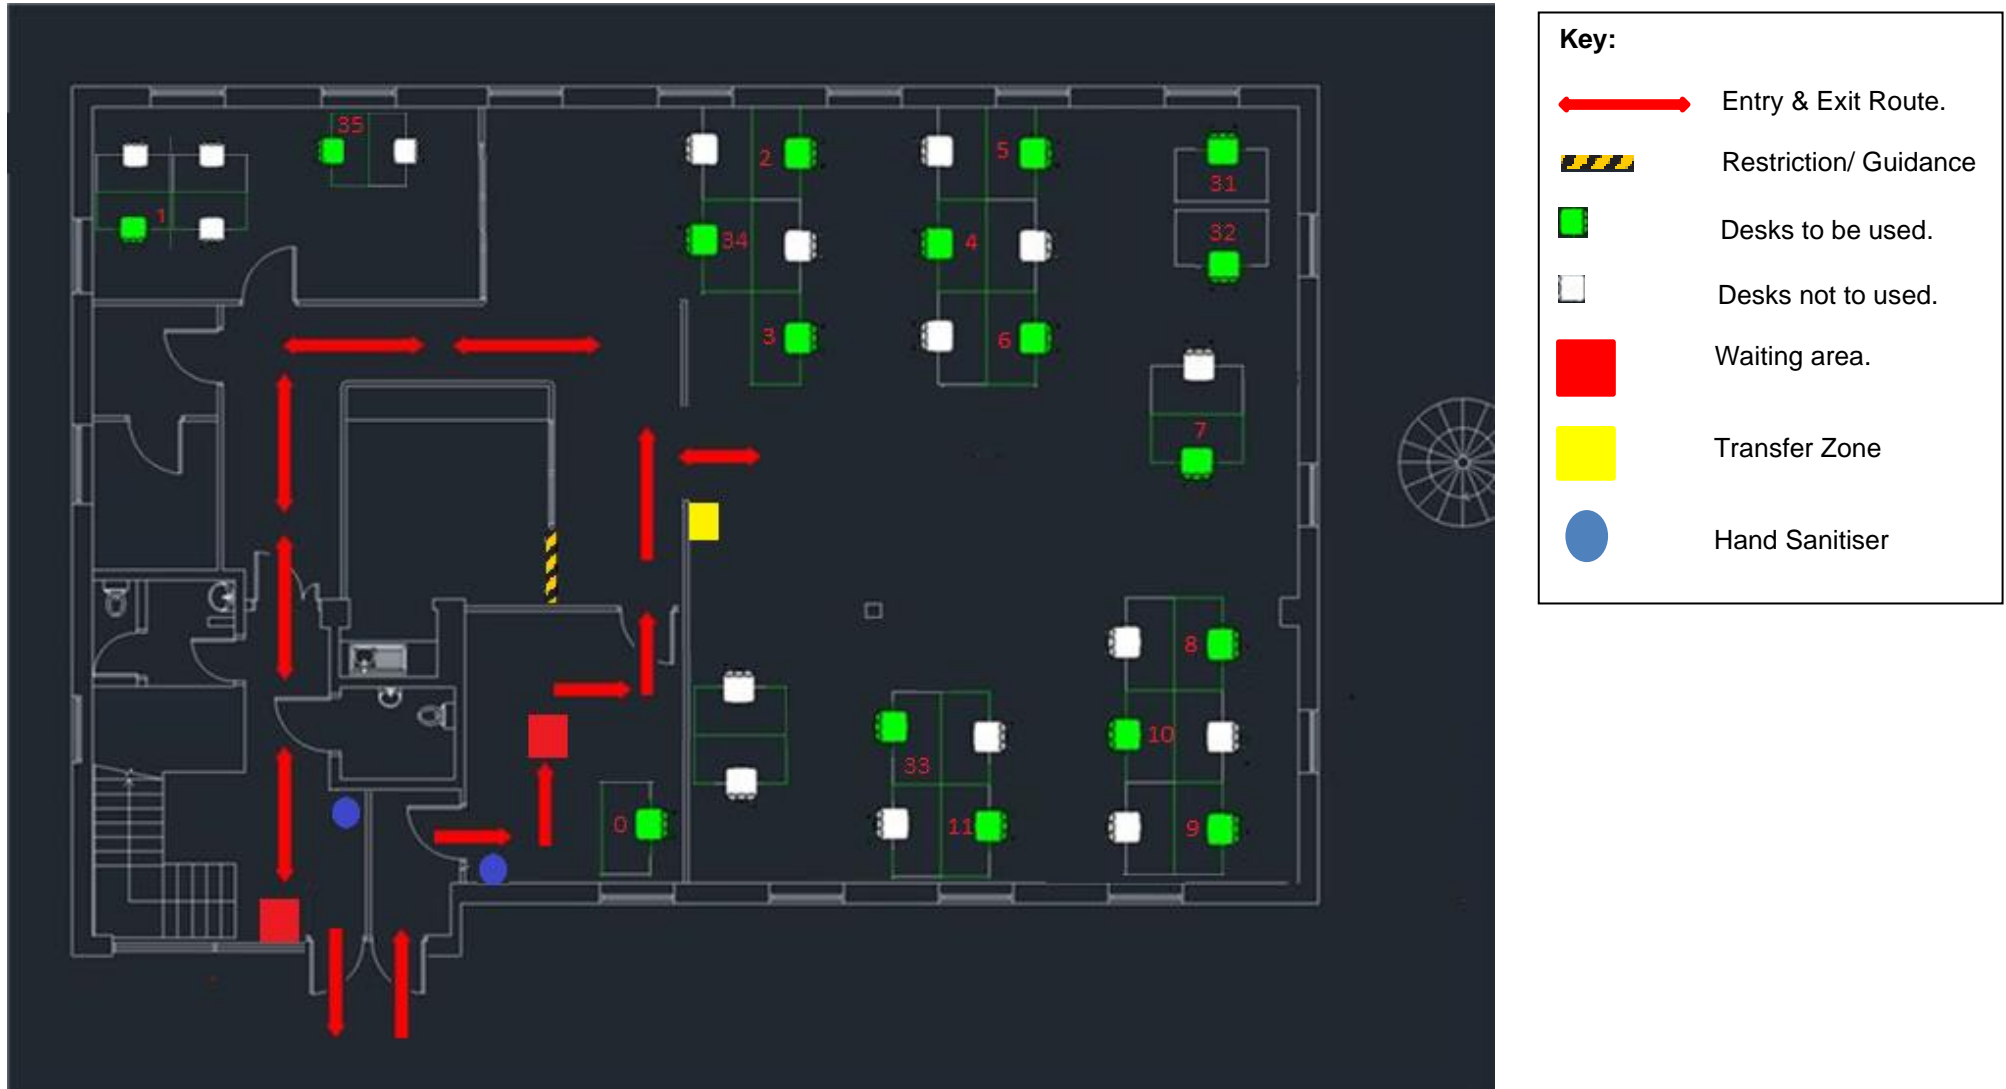 Key:
Entry & Exit Route.
Restriction/ Guidance
Desks to be used.
Desks not to used.
Waiting area.
Transfer Zone
Hand Sanitiser
35
2
5
31
1
34
4
32
3
6
7
8
10
33
0
11
9